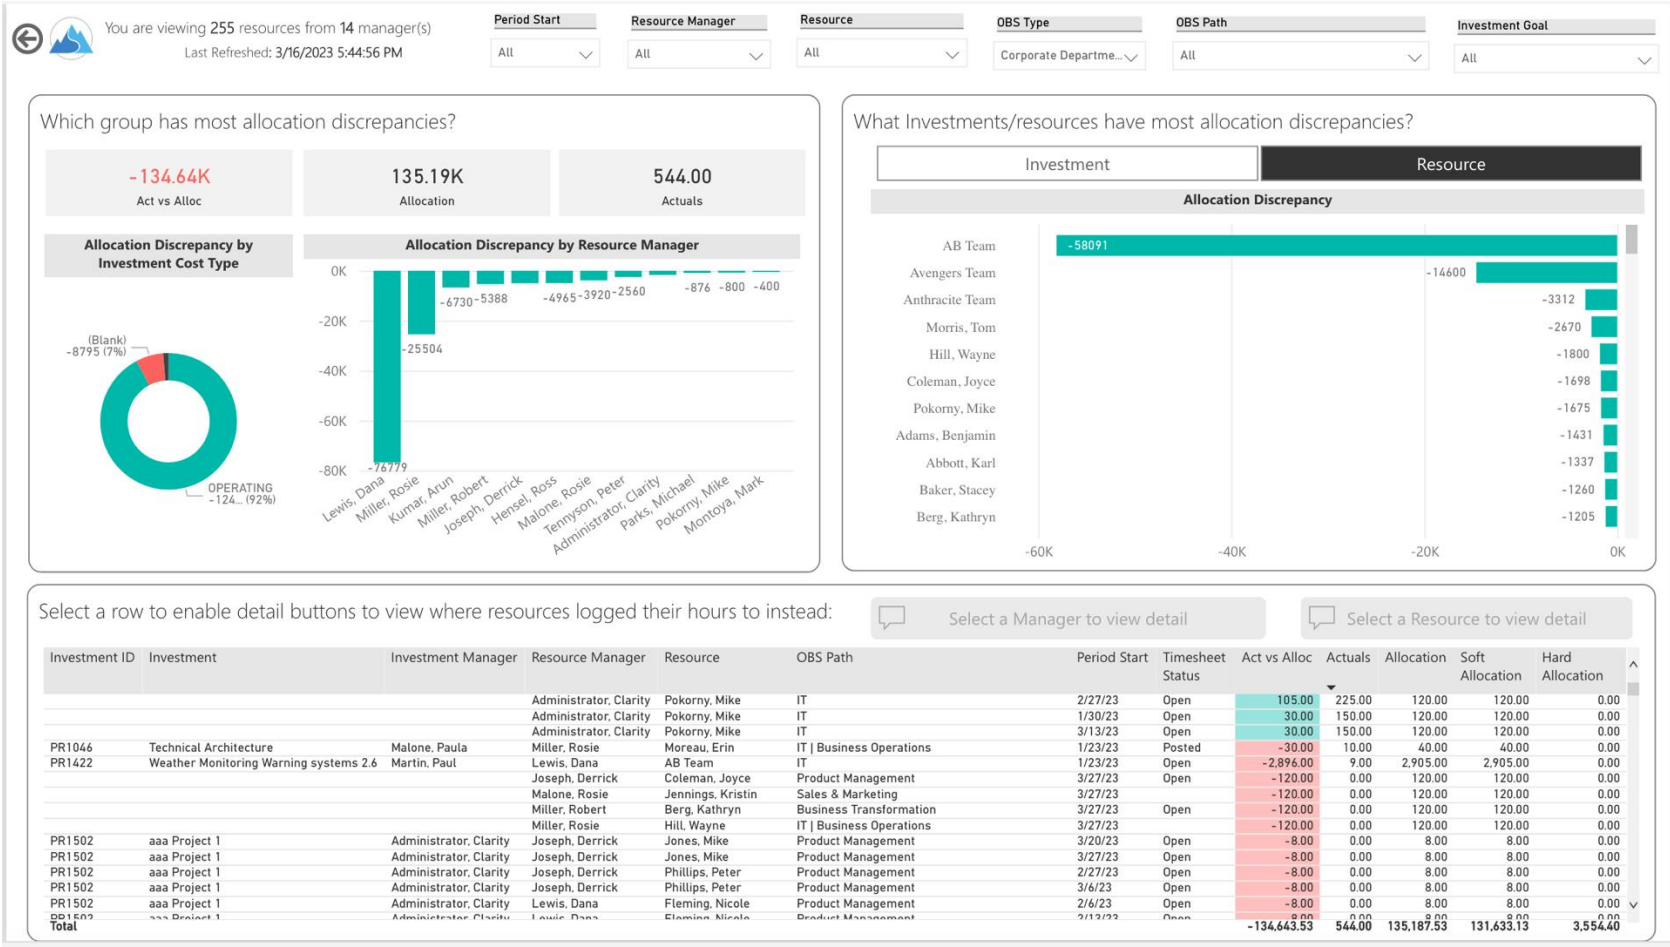 You are viewing 255 resources from 14 manager(s)
Last Refreshed: 3/16/2023 5:44:56 PM
Period Start
All
Resource Manager
All
Resource
All
OBS Type
Corporate Departme...
OBS Path
All
Investment Goal
All
Which group has most allocation discrepancies?
-134.64K
Act vs Alloc
135.19K
Allocation
544.00
Actuals
Allocation Discrepancy by
Investment Cost Type
(Blank)
-8795 (7%)
OPERATING
-124... (92%)
Allocation Discrepancy by Resource Manager
0K
-20K
-40K
-60K
-80K
-76779
-25504
-6730
-5388
-4965
-3920
-2560
-876
-800
-400
Lewis, Dana
Miller, Rosie
Kumar, Arun
Miller, Robert
Joseph, Derrick
Hensel, Ross
Malone, Rosie
Tennyson, Peter
Administrator, Clarity
Parks, Michael
Pokorny, Mike
Montoya, Mark
What Investments/resources have most allocation discrepancies?
Investment
Resource
Allocation Discrepancy
AB Team -58091
Avengers Team -14600
Anthracite Team -3312
Morris, Tom -2670
Hill, Wayne -1800
Coleman, Joyce -1698
Pokorny, Mike -1675
Adams, Benjamin -1431
Abbott, Karl -1337
Baker, Stacey -1260
Berg, Kathryn -1205
-60K -40K -20K 0K
Select a row to enable detail buttons to view where resources logged their hours to instead:
Select a Manager to view detail
Select a Resource to view detail
Investment ID Investment Investment Manager Resource Manager Resource OBS Path Period Start Timesheet Status Act vs Alloc Actuals Allocation Soft Allocation Hard Allocation
Administrator, Clarity Pokorny, Mike IT 2/27/23 Open 105.00 225.00 120.00 120.00 0.00
Administrator, Clarity Pokorny, Mike IT 1/30/23 Open 30.00 150.00 120.00 120.00 0.00
Administrator, Clarity Pokorny, Mike IT 3/13/23 Open 30.00 150.00 120.00 120.00 0.00
PR1046 Technical Architecture Malone, Paula Miller, Rosie Moreau, Erin IT | Business Operations 1/23/23 Posted -30.00 10.00 40.00 40.00 0.00
PR1422 Weather Monitoring Warning systems 2.6 Martin, Paul Lewis, Dana AB Team IT 1/23/23 Open -2,896.00 9.00 2,905.00 2,905.00 0.00
Joseph, Derrick Coleman, Joyce Product Management 3/27/23 Open -120.00 0.00 120.00 120.00 0.00
Malone, Rosie Jennings, Kristin Sales & Marketing 3/27/23 -120.00 0.00 120.00 120.00 0.00
Miller, Robert Berg, Kathryn Business Transformation 3/27/23 Open -120.00 0.00 120.00 120.00 0.00
Miller, Rosie Hill, Wayne IT | Business Operations 3/27/23 -120.00 0.00 120.00 120.00 0.00
PR1502 aaa Project 1 Administrator, Clarity Joseph, Derrick Jones, Mike Product Management 3/20/23 Open -8.00 0.00 8.00 8.00 0.00
PR1502 aaa Project 1 Administrator, Clarity Joseph, Derrick Jones, Mike Product Management 3/27/23 Open -8.00 0.00 8.00 8.00 0.00
PR1502 aaa Project 1 Administrator, Clarity Joseph, Derrick Phillips, Peter Product Management 2/27/23 Open -8.00 0.00 8.00 8.00 0.00
PR1502 aaa Project 1 Administrator, Clarity Joseph, Derrick Phillips, Peter Product Management 3/6/23 Open -8.00 0.00 8.00 8.00 0.00
PR1502 aaa Project 1 Administrator, Clarity Lewis, Dana Fleming, Nicole Product Management 2/6/23 Open -8.00 0.00 8.00 8.00 0.00
PR1502 aaa Project 1 Administrator, Clarity Lewis, Dana Fleming, Nicole Product Management 2/13/23 Open -8.00 0.00 8.00 8.00 0.00
Total -134,643.53 544.00 135,187.53 131,633.13 3,554.40